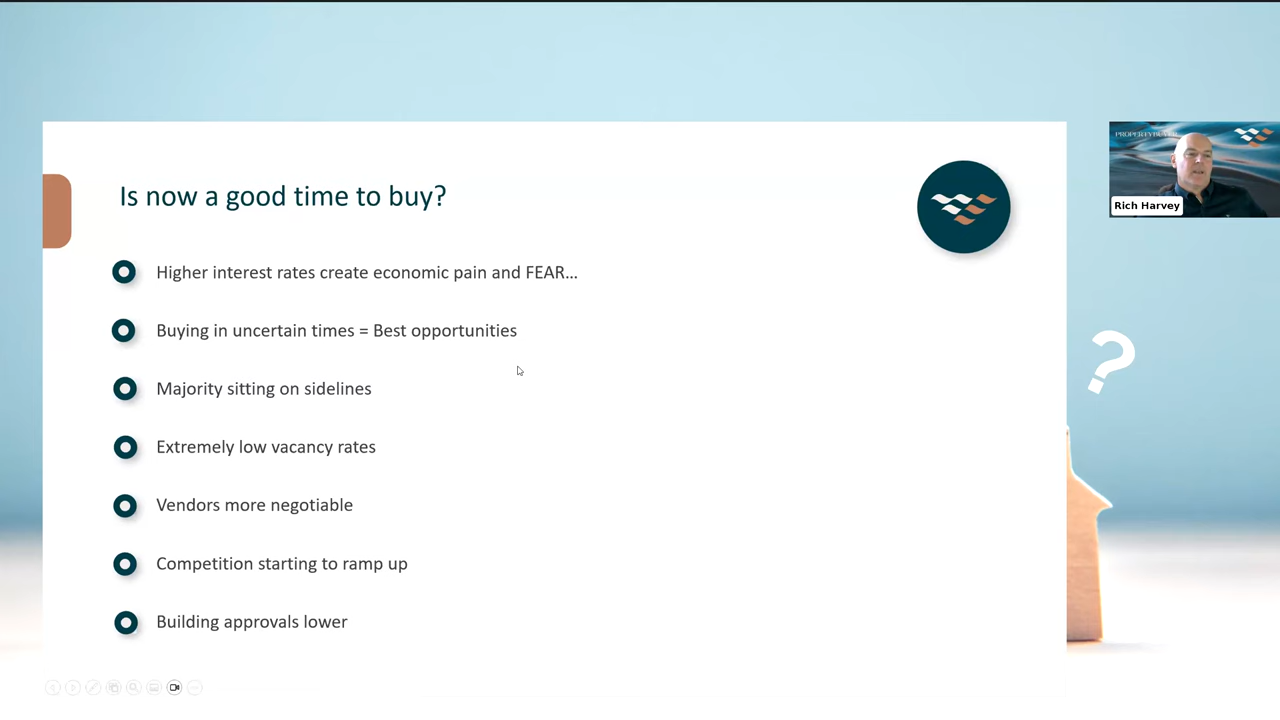 Is now a good time to buy?
Higher interest rates create economic pain and FEAR...
Buying in uncertain times = Best opportunities
Majority sitting on sidelines
Extremely low vacancy rates
Vendors more negotiable
Competition starting to ramp up
Building approvals lower
?
PROPERTYBUYER
Rich Harvey